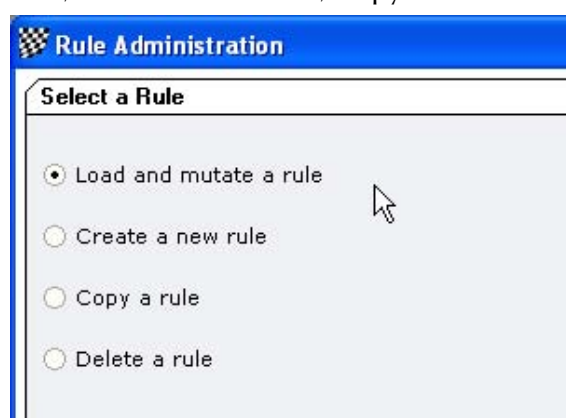 Rule Administration
Select a Rule
Load and mutate a rule
Create a new rule
Copy a rule
Delete a rule